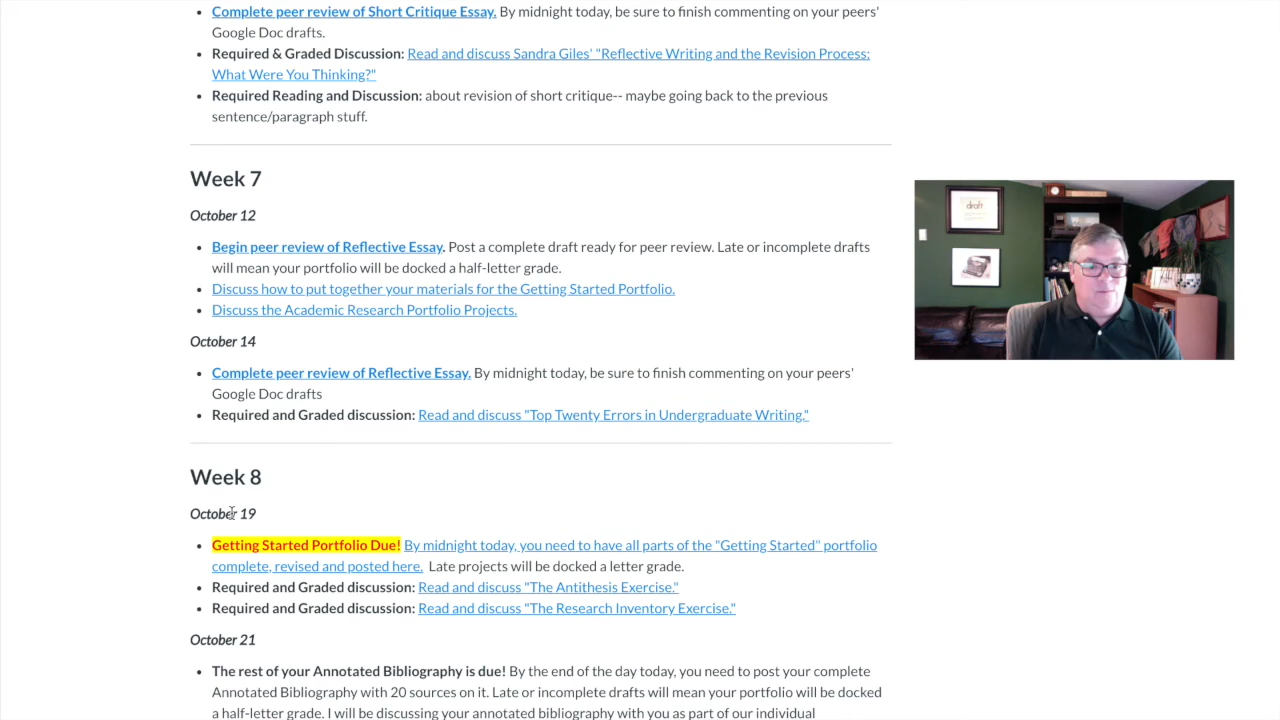 Complete peer review of Short Critique Essay. By midnight today, be sure to finish commenting on your peers'
Google Doc drafts.
Required & Graded Discussion: Read and discuss Sandra Giles' "Reflective Writing and the Revision Process:
What Were You Thinking?"
Required Reading and Discussion: about revision of short critique-- maybe going back to the previous
sentence/paragraph stuff.
Week 7
October 12
Begin peer review of Reflective Essay. Post a complete draft ready for peer review. Late or incomplete drafts
will mean your portfolio will be docked a half-letter grade.
Discuss how to put together your materials for the Getting Started Portfolio.
Discuss the Academic Research Portfolio Projects.
draft
October 14
Complete peer review of Reflective Essay. By midnight today, be sure to finish commenting on your peers'
Google Doc drafts
Required and Graded discussion: Read and discuss "Top Twenty Errors in Undergraduate Writing."
Week 8
October 19
Getting Started Portfolio Due! By midnight today, you need to have all parts of the "Getting Started" portfolio
complete, revised and posted here. Late projects will be docked a letter grade.
Required and Graded discussion: Read and discuss "The Antithesis Exercise."
Required and Graded discussion: Read and discuss "The Research Inventory Exercise."
October 21
The rest of your Annotated Bibliography is due! By the end of the day today, you need to post your complete
Annotated Bibliography with 20 sources on it. Late or incomplete drafts will mean your portfolio will be docked
a half-letter grade. I will be discussing your annotated bibliography with you as part of our individual